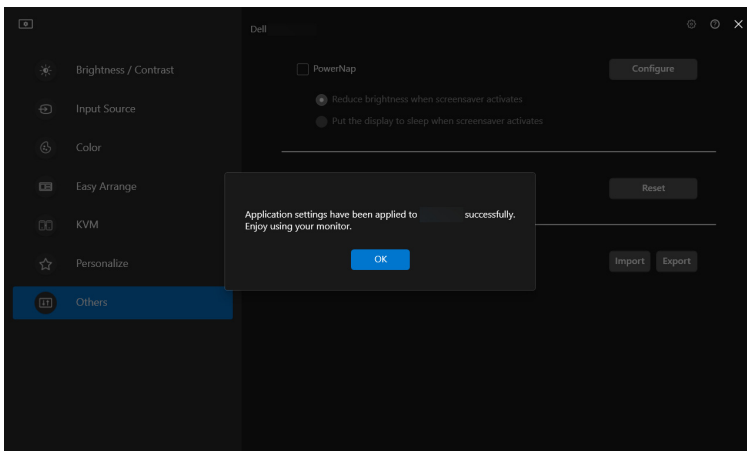 Dell
Brightness / Contrast
Input Source
Color
Easy Arrange
KVM
Personalize
Others
PowerNap
Configure
Reduce brightness when screensaver activates
Put the display to sleep when screensaver activates
Reset
Import Export
Application settings have been applied to successfully.
Enjoy using your monitor.
OK